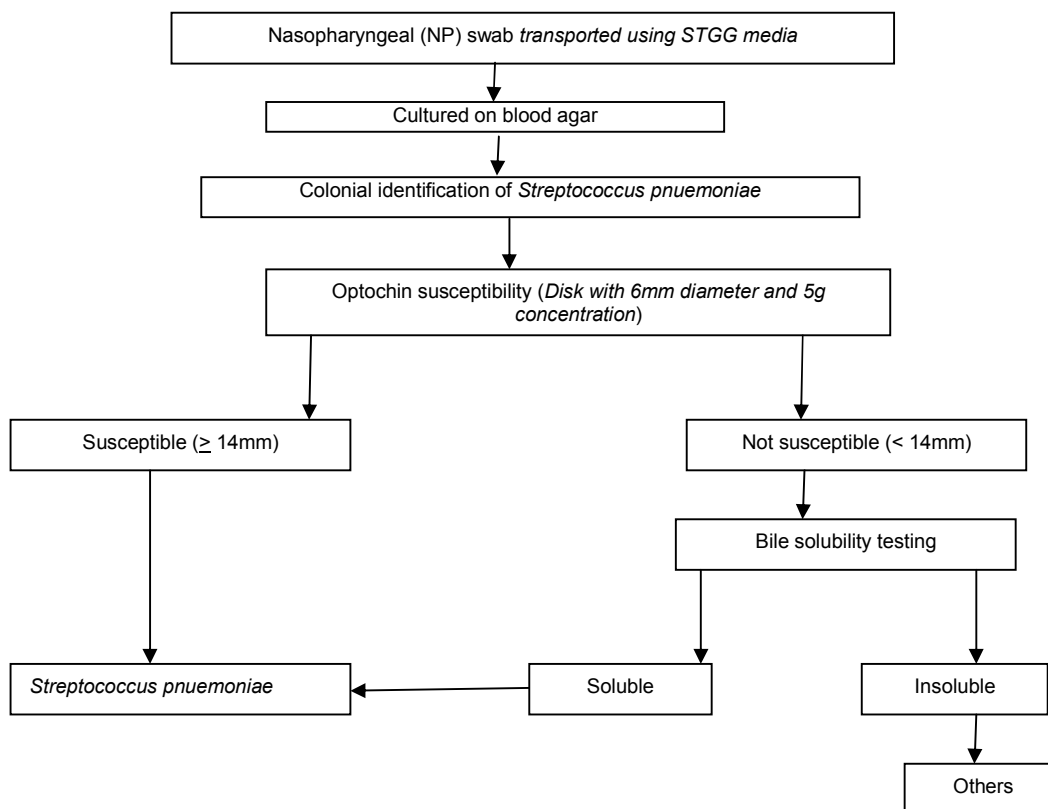 Nasopharyngeal (NP) swab transported using STGG media
Cultured on blood agar
Colonial identification of Streptococcus pnuemoniae
Optochin susceptibility (Disk with 6mm diameter and 5g
concentration)
Susceptible (≥ 14mm)
Not susceptible (< 14mm)
Bile solubility testing
Streptococcus pnuemoniae
Soluble
Insoluble
Others